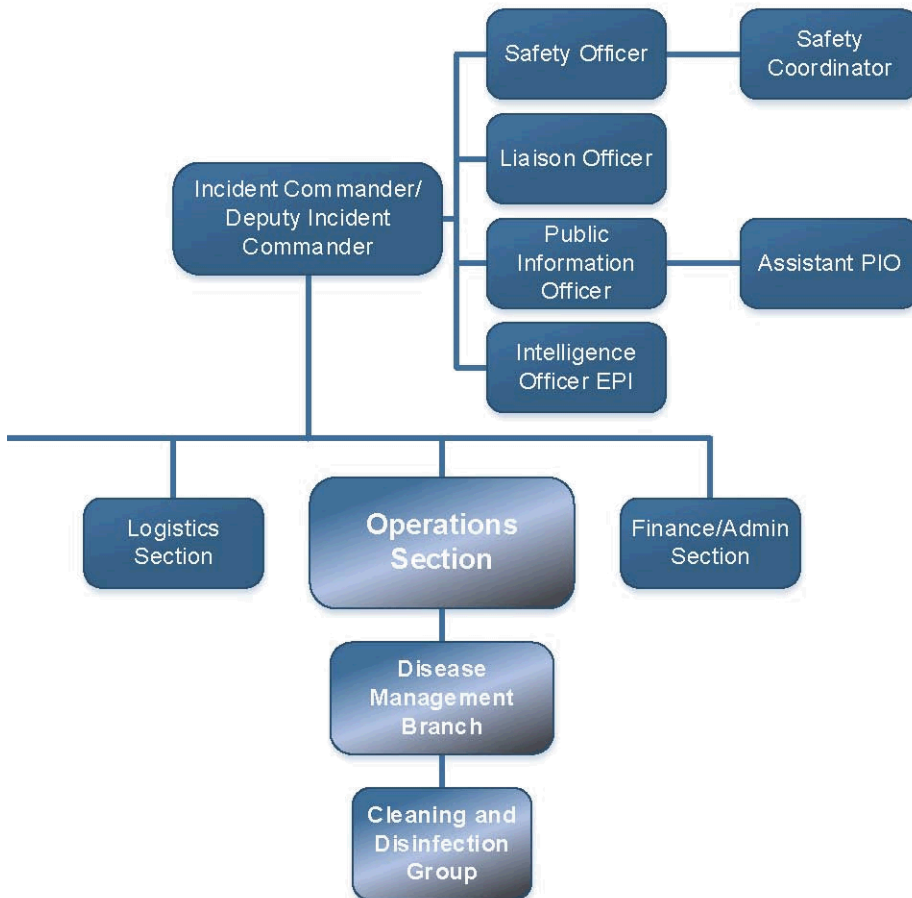 Safety Officer
Safety
Coordinator
Liaison Officer
Incident Commander/
Deputy Incident
Commander
Public
Information
Officer
Assistant PIO
Intelligence
Officer EPI
Logistics
Section
Operations
Section
Finance/Admin
Section
Disease
Management
Branch
Cleaning and
Disinfection
Group